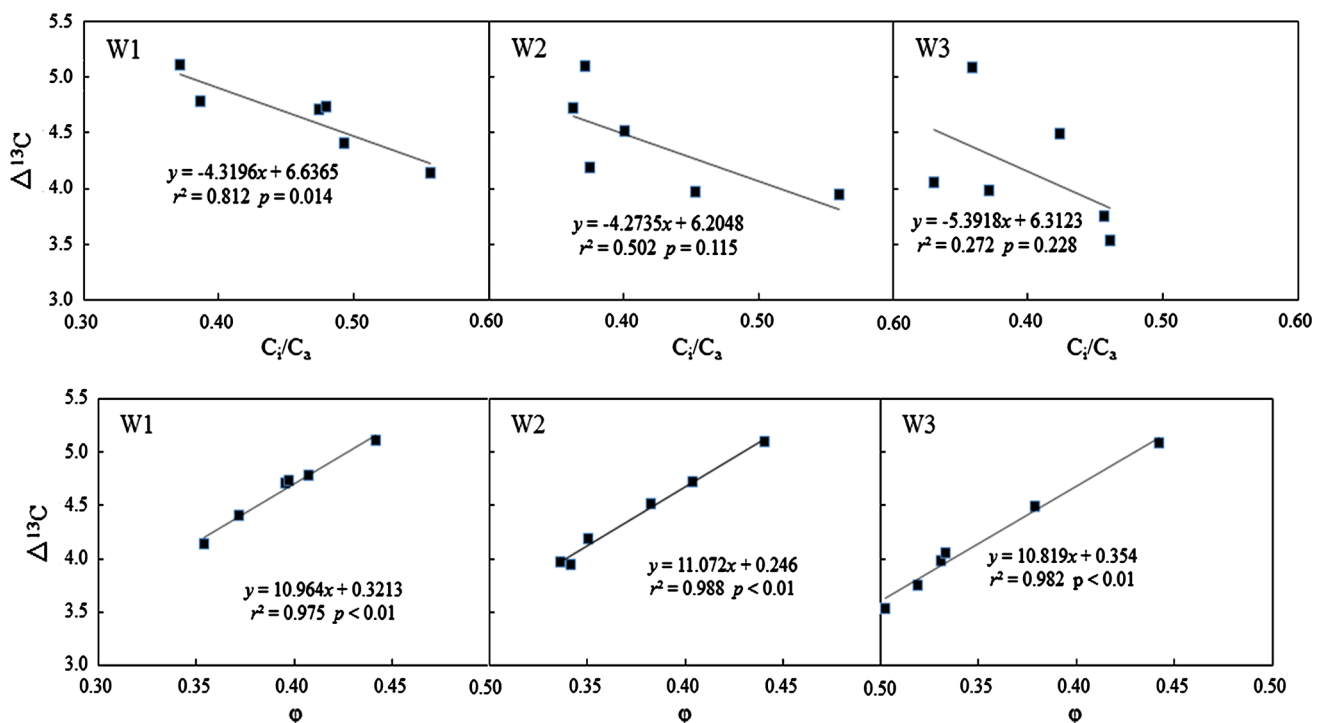 5.5 W1 W2 W3
5.0
4.5
4.0
3.5
3.0
Δ ¹³C
y = -4.3196x + 6.6365
r² = 0.812 p = 0.014
y = -4.2735x + 6.2048
r² = 0.502 p = 0.115
y = -5.3918x + 6.3123
r² = 0.272 p = 0.228
0.30 0.40 0.50 0.60 0.40 0.50 0.60 0.40 0.50 0.60
Cᵢ/Cₐ Cᵢ/Cₐ Cᵢ/Cₐ
5.5 W1 W2 W3
5.0
4.5
4.0
3.5
3.0
Δ ¹³C
y = 10.964x + 0.3213
r² = 0.975 p < 0.01
y = 11.072x + 0.246
r² = 0.988 p < 0.01
y = 10.819x + 0.354
r² = 0.982 p < 0.01
0.30 0.35 0.40 0.45 0.50 0.35 0.40 0.45 0.50 0.35 0.40 0.45 0.50
φ φ φ